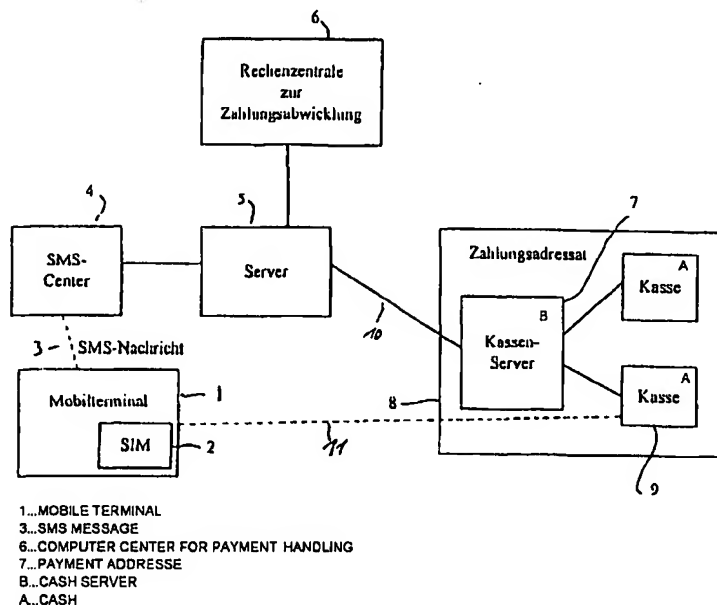 6
Rechenzentrale
zur
Zahlungsabwicklung
4
5
7
SMS-
Center
Server
Zahlungsadressat
A
Kasse
B
Kassen-
Server
10
3
SMS-Nachricht
A
Kasse
Mobilterminal
1
8
SIM
2
11
9
1...MOBILE TERMINAL
3...SMS MESSAGE
6...COMPUTER CENTER FOR PAYMENT HANDLING
7...PAYMENT ADDRESSE
B...CASH SERVER
A...CASH